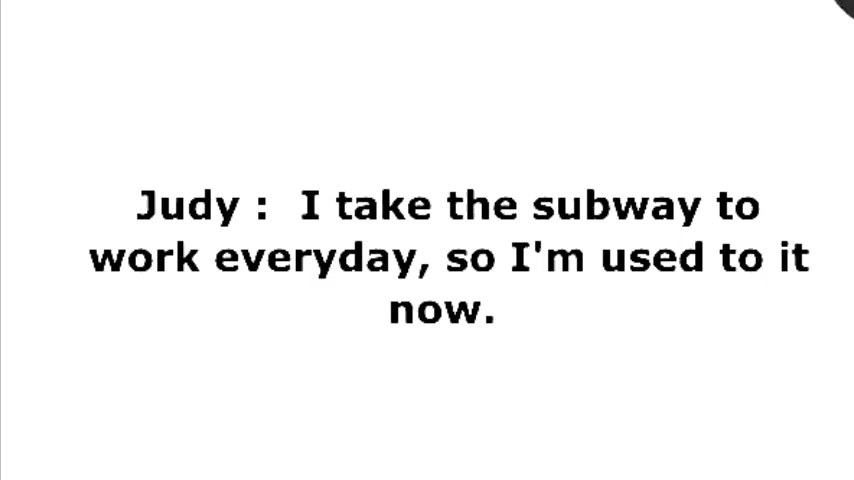 Judy :  I take the subway to
work everyday, so I'm used to it
now.